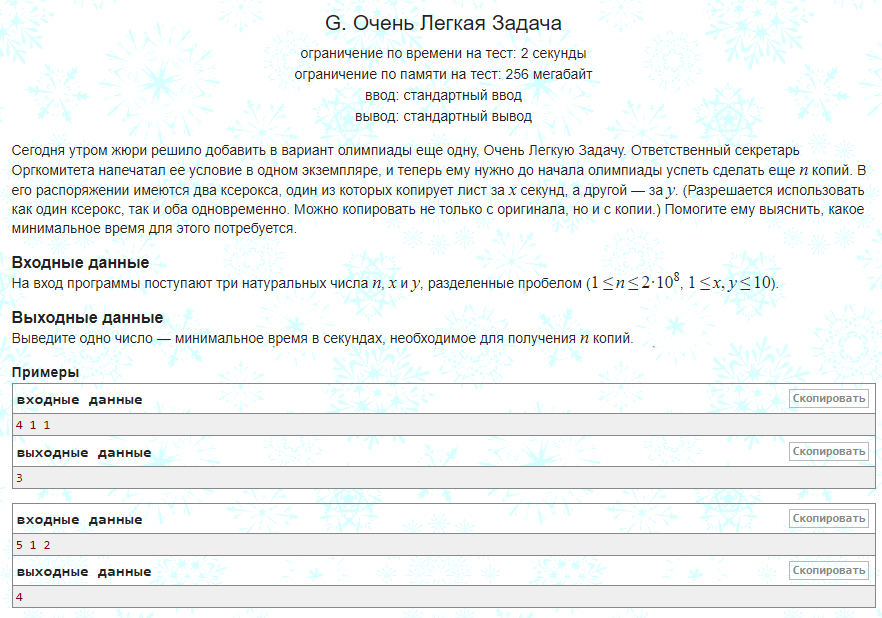 G. Очень Легкая Задача
ограничение по времени на тест: 2 секунды
ограничение по памяти на тест: 256 мегабайт
ввод: стандартный ввод
вывод: стандартный вывод
Сегодня утром жюри решило добавить в вариант олимпиады еще одну, Очень Легкую Задачу. Ответственный секретарь
Оргкомитета напечатал ее условие в одном экземпляре, и теперь ему нужно до начала олимпиады успеть сделать еще n копий. В
его распоряжении имеются два ксерокса, один из которых копирует лист за x секунд, а другой — за y. (Разрешается использовать
как один ксерокс, так и оба одновременно. Можно копировать не только с оригинала, но и с копии.) Помогите ему выяснить, какое
минимальное время для этого потребуется.
Входные данные
На вход программы поступают три натуральных числа n, x и y, разделенные пробелом (1 ≤ n ≤ 2·10⁸, 1 ≤ x, y ≤ 10).
Выходные данные
Выведите одно число — минимальное время в секундах, необходимое для получения n копий.
Примеры
входные данные Скопировать
4 1 1
выходные данные Скопировать
3
входные данные Скопировать
5 1 2
выходные данные Скопировать
4